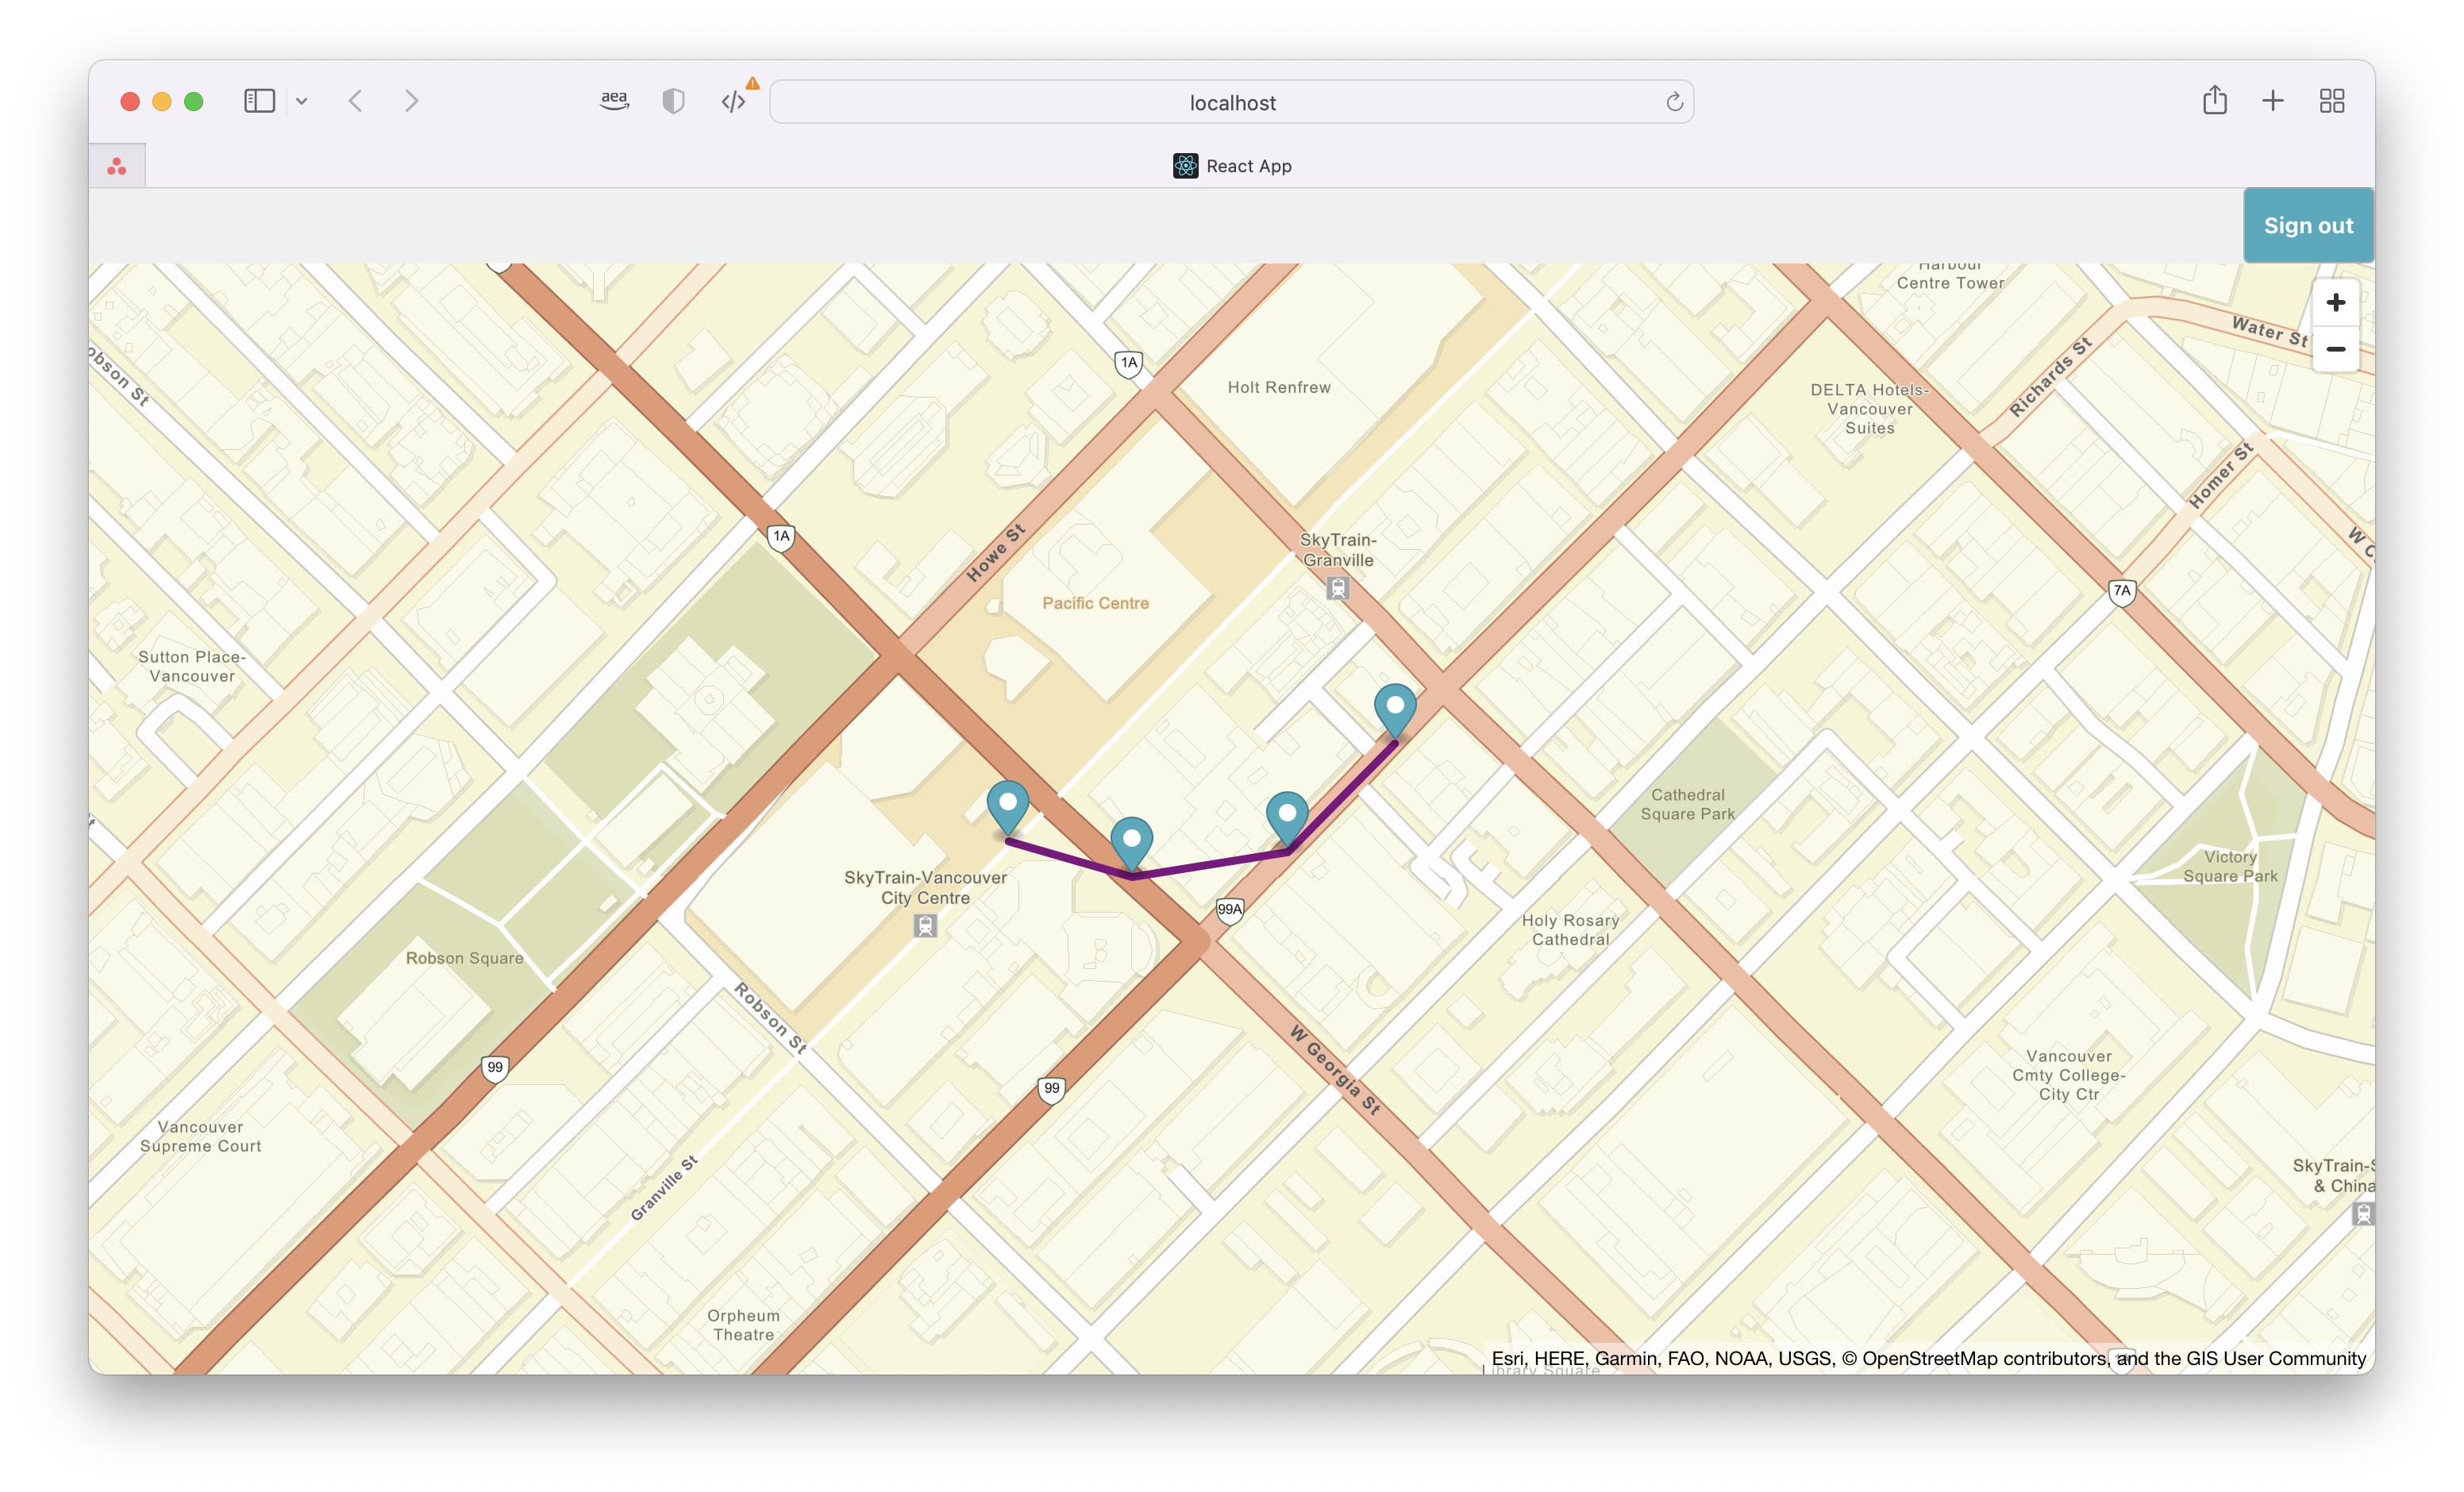 aea
localhost
React App
Sign out
Harbour
Centre Tower
Water St
Richards St
Robson St
1A
Holt Renfrew
DELTA Hotels-
Vancouver
Suites
Homer St
1A
Howe St
SkyTrain-
Granville
Pacific Centre
7A
Sutton Place-
Vancouver
Cathedral
Square Park
Victory
Square Park
SkyTrain-Vancouver
City Centre
99A
Holy Rosary
Cathedral
Robson Square
Robson St
W Georgia St
99
99
Vancouver
Cmty College-
City Ctr
Vancouver
Supreme Court
Granville St
SkyTrain-
& China
Orpheum
Theatre
Esri, HERE, Garmin, FAO, NOAA, USGS, © OpenStreetMap contributors, and the GIS User Community
Library Square